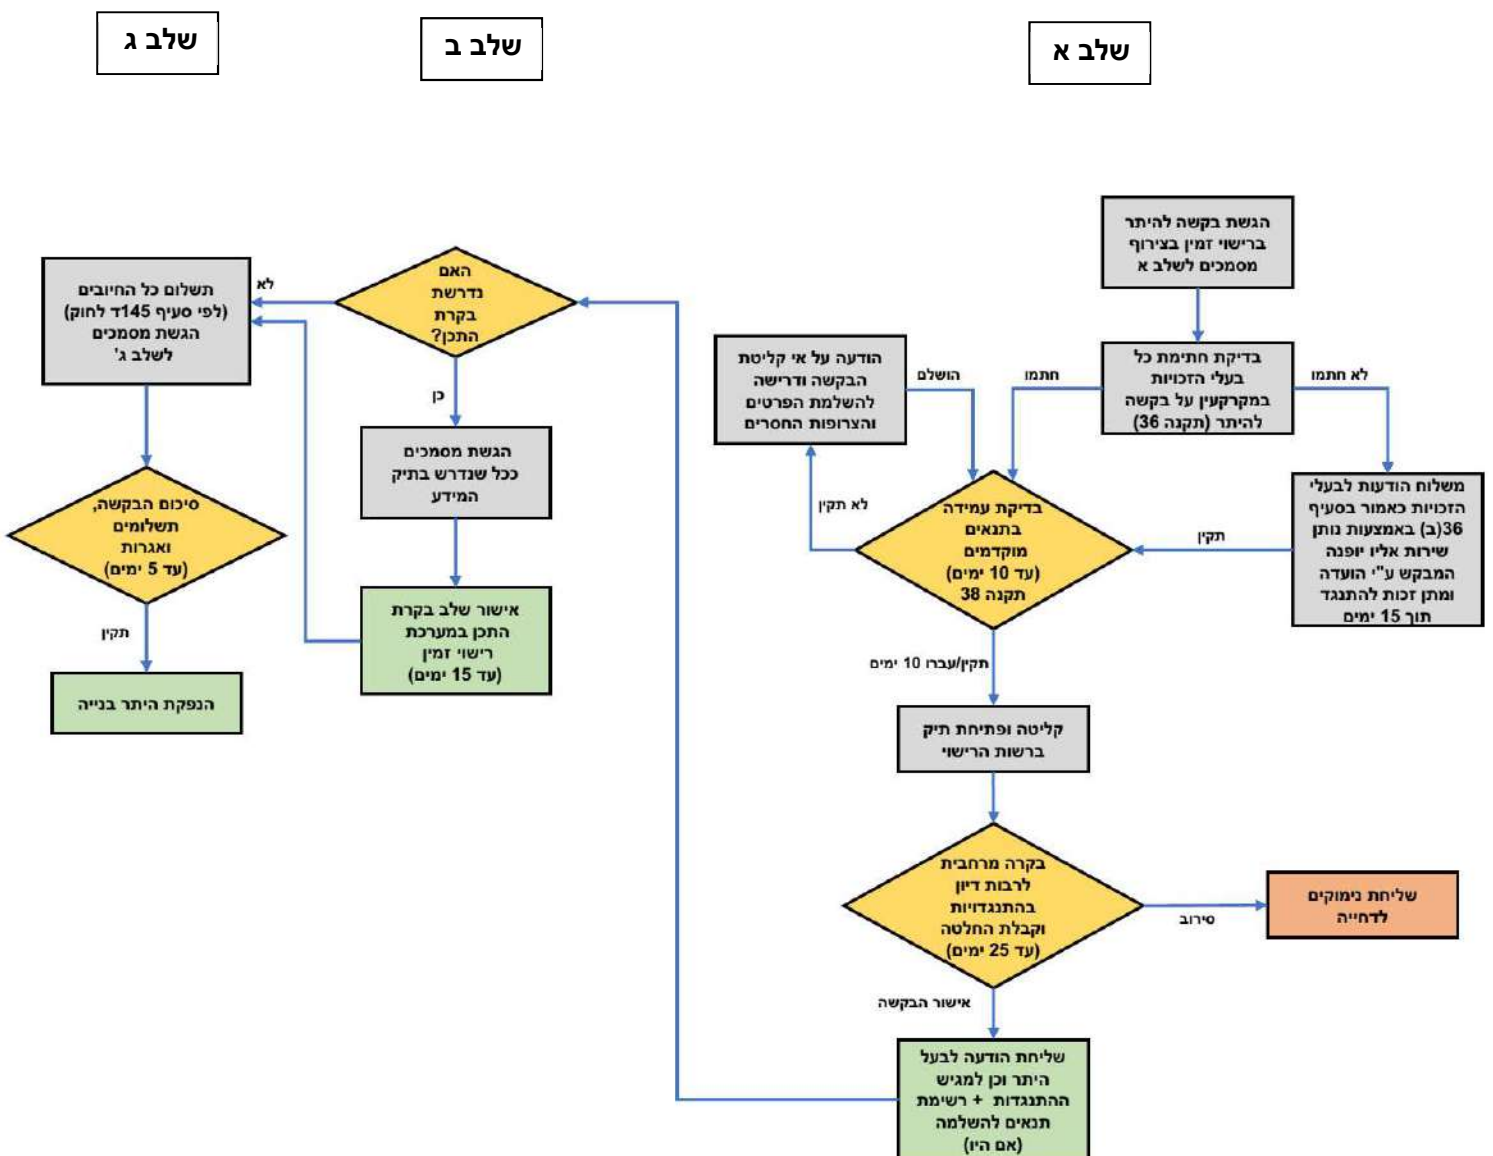 שלב א
שלב ב
שלב ג
הגשת בקשה להיתר
ברישוי זמין בצירוף
מסמכים לשלב א
בדיקת חתימת כל
בעלי הזכויות
במקרקעין על בקשה
להיתר (תקנה 36)
לא חתמו
חתמו
משלוח הודעות לבעלי
הזכויות כאמור בסעיף
36(ב) באמצעות נותן
שירות אליו יופנה
המבקש ע"י הועדה
ומתן זכות להתנגד
תוך 15 ימים
תקין
בדיקת עמידה
בתנאים
מוקדמים
(עד 10 ימים)
תקנה 38
לא תקין
הודעה על אי קליטת
הבקשה ודרישה
להשלמת הפרטים
והצרופות החסרים
הושלם
תקין/עברו 10 ימים
קליטה ופתיחת תיק
ברשות הרישוי
בקרה מרחבית
לרבות דיון
בהתנגדויות
וקבלת החלטה
(עד 25 ימים)
סירוב
שליחת נימוקים
לדחייה
אישור הבקשה
שליחת הודעה לבעל
היתר וכן למגיש
ההתנגדות + רשימת
תנאים להשלמה
(אם היו)
האם
נדרשת
בקרת
התכן?
לא
כן
הגשת מסמכים
ככל שנדרש בתיק
המידע
אישור שלב בקרת
התכן במערכת
רישוי זמין
(עד 15 ימים)
תשלום כל החיובים
(לפי סעיף 145ד לחוק)
הגשת מסמכים
לשלב ג'
סיכום הבקשה,
תשלומים
ואגרות
(עד 5 ימים)
תקין
הנפקת היתר בנייה